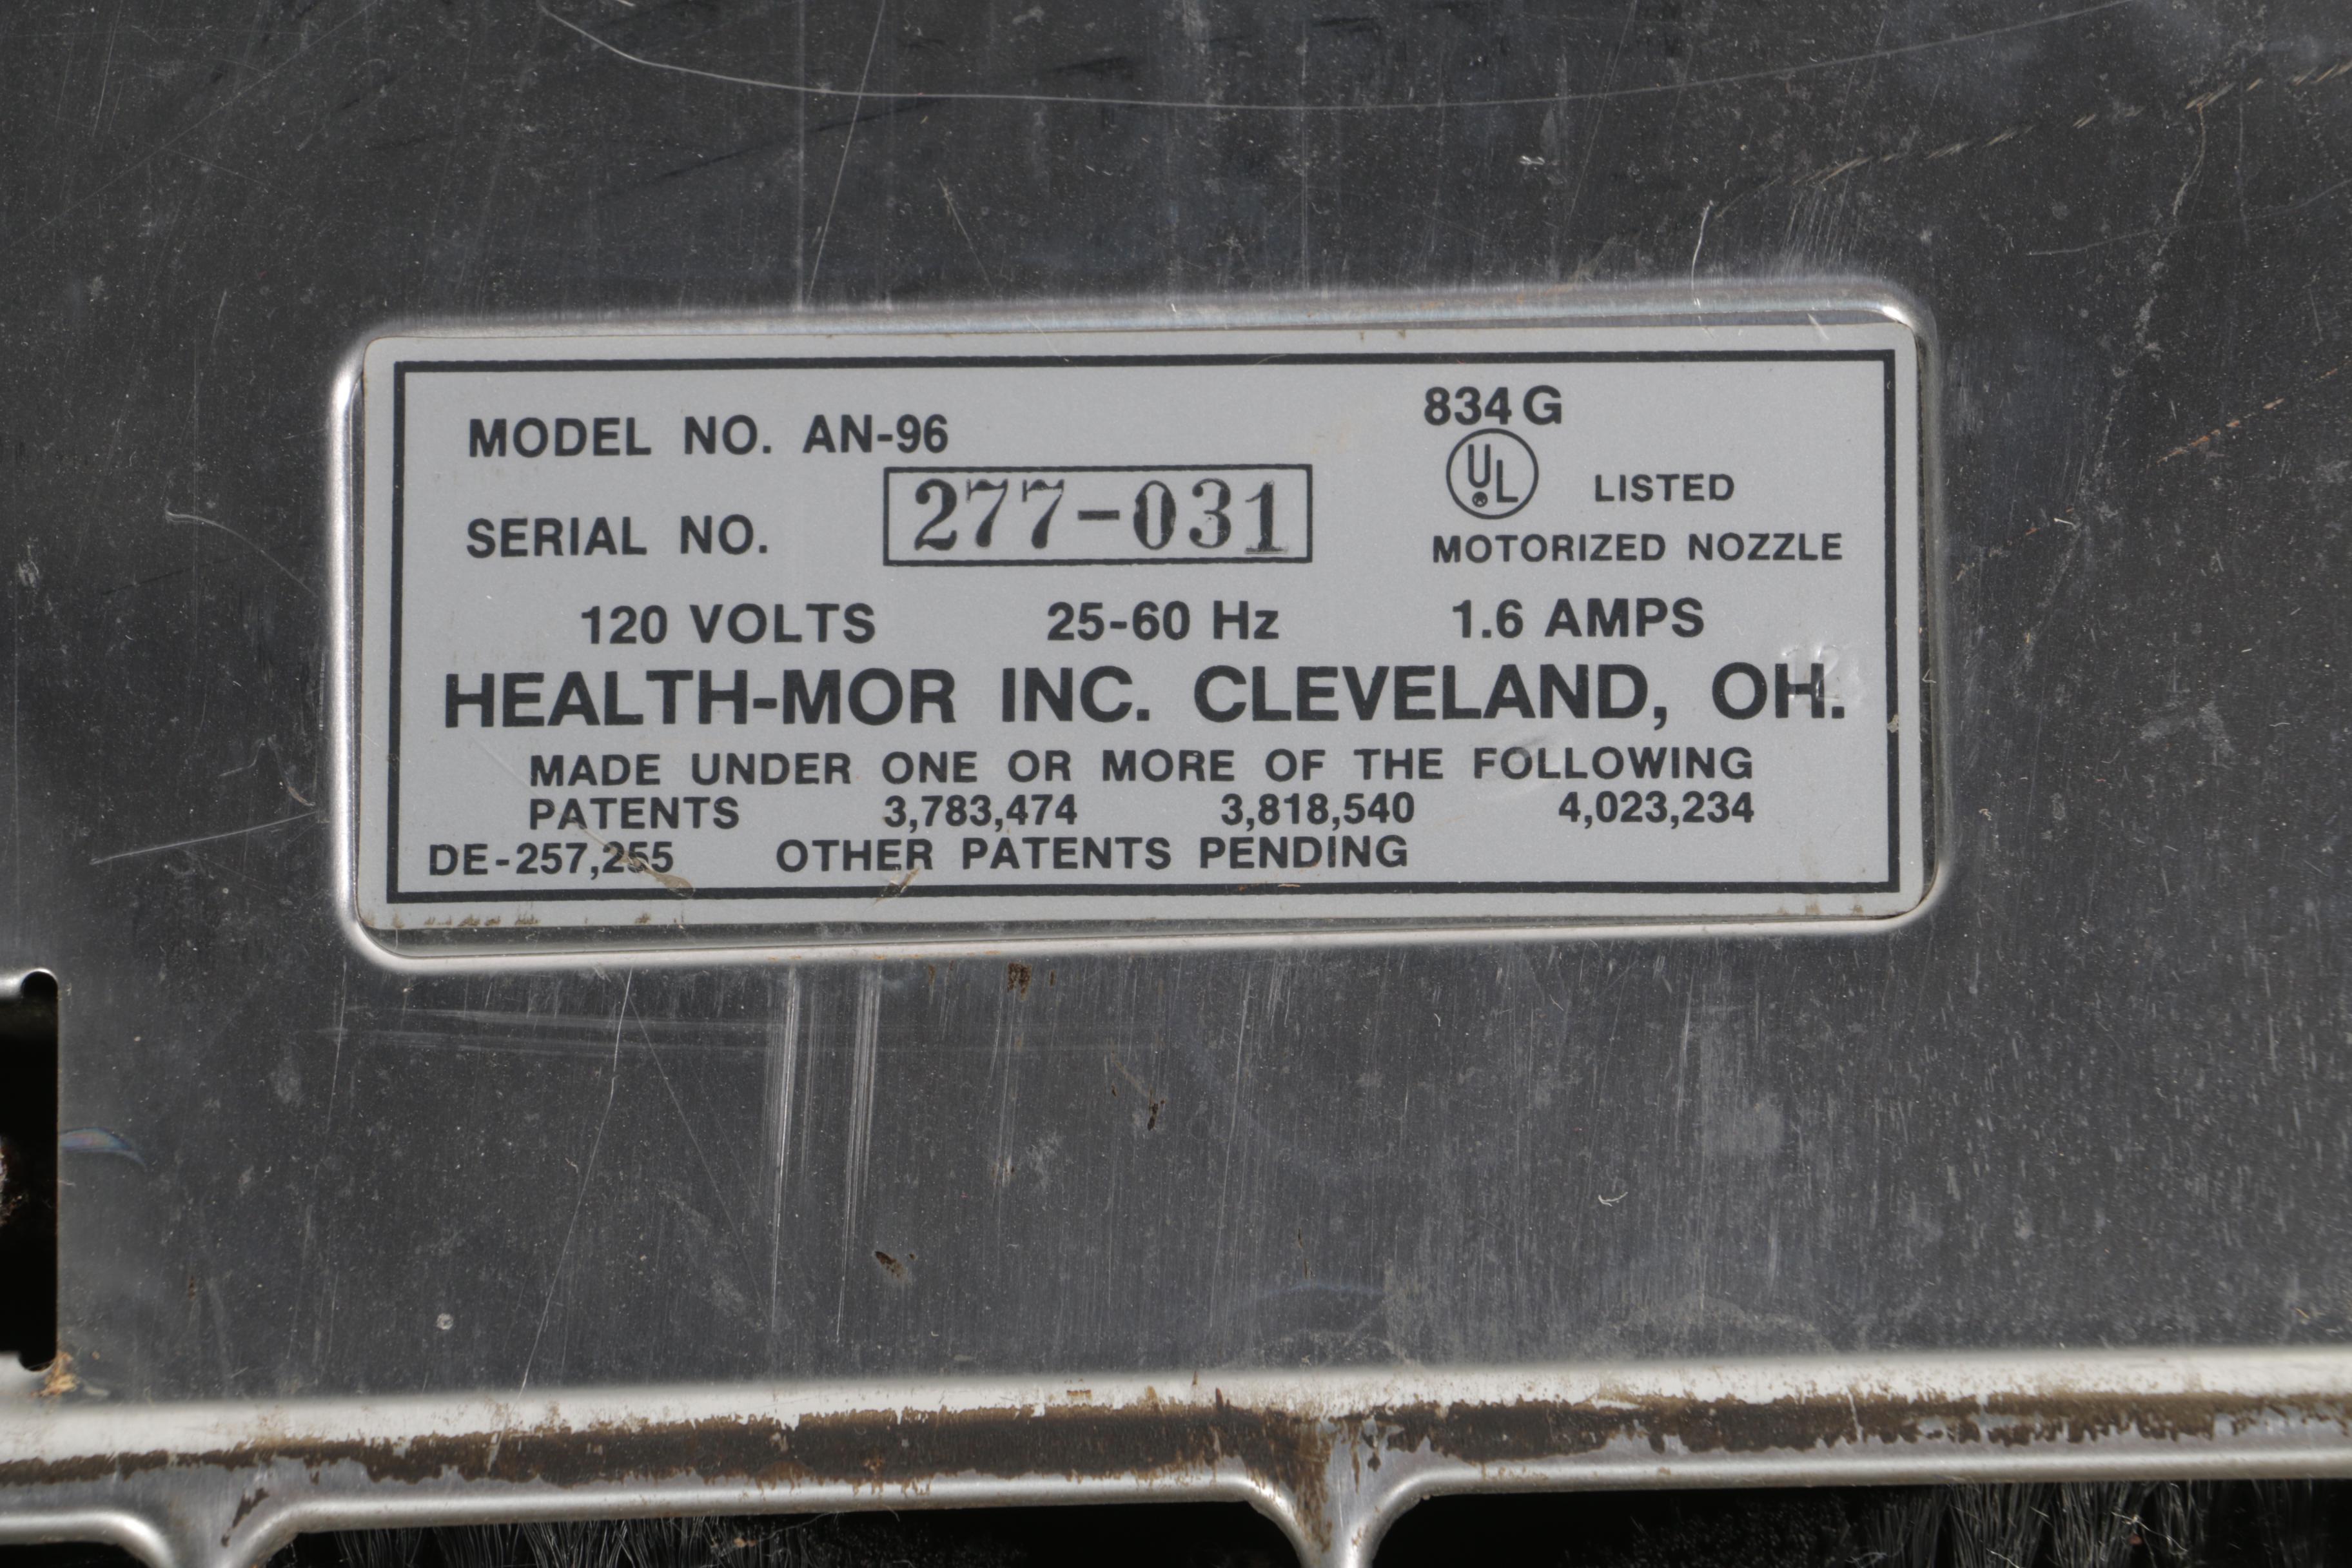 MODEL NO. AN-96
834 G
SERIAL NO. 277-031
UL LISTED
MOTORIZED NOZZLE
120 VOLTS 25-60 Hz 1.6 AMPS
HEALTH-MOR INC. CLEVELAND, OH.
MADE UNDER ONE OR MORE OF THE FOLLOWING
PATENTS 3,783,474 3,818,540 4,023,234
DE-257,255 OTHER PATENTS PENDING